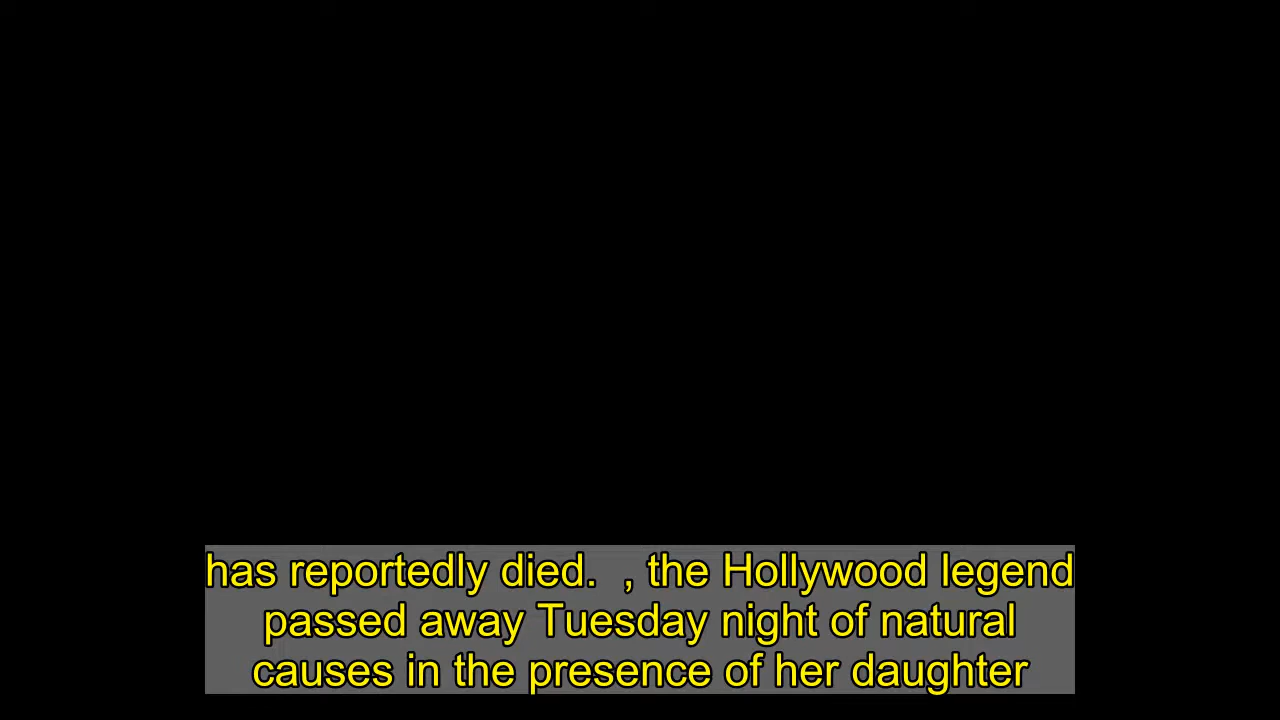 has reportedly died.  , the Hollywood legend
passed away Tuesday night of natural
causes in the presence of her daughter